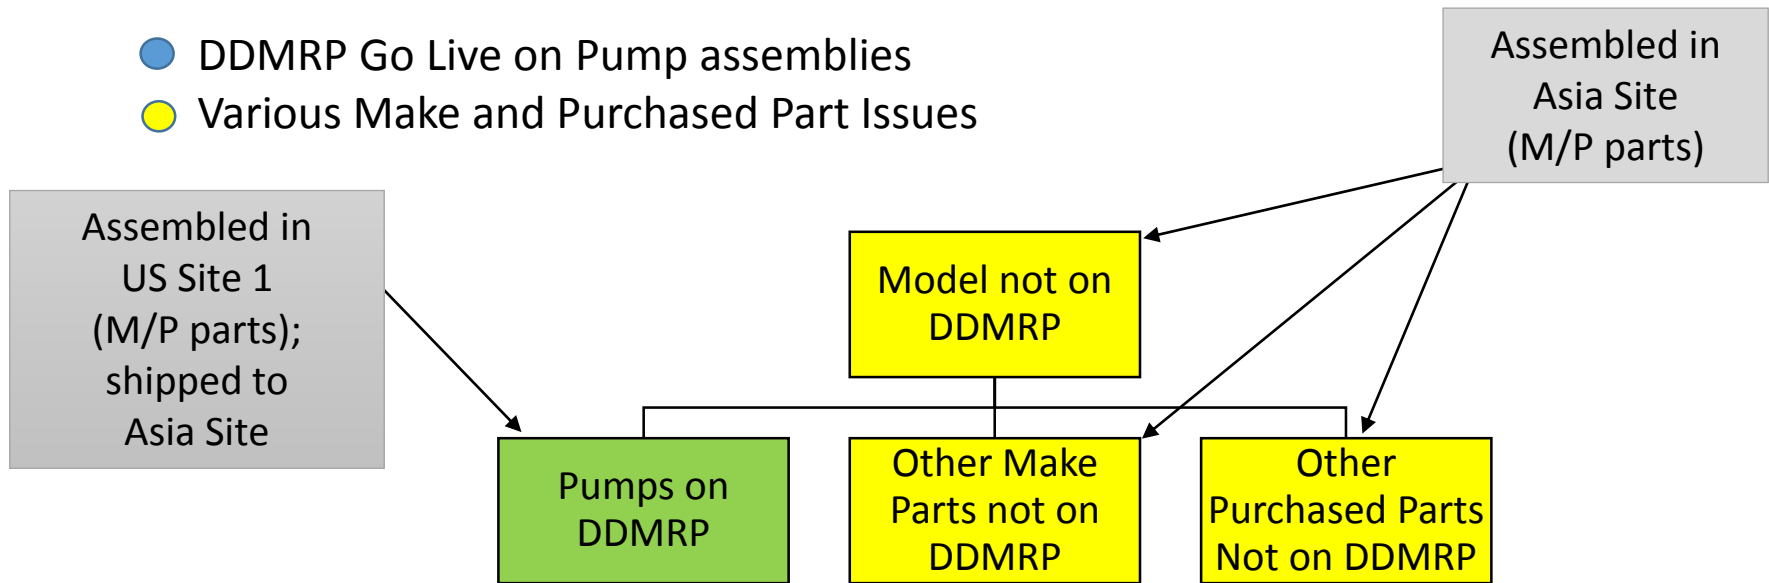 DDMRP Go Live on Pump assemblies
Various Make and Purchased Part Issues
Assembled in
Asia Site
(M/P parts)
Assembled in
US Site 1
(M/P parts);
shipped to
Asia Site
Model not on
DDMRP
Pumps on
DDMRP
Other Make
Parts not on
DDMRP
Other
Purchased Parts
Not on DDMRP